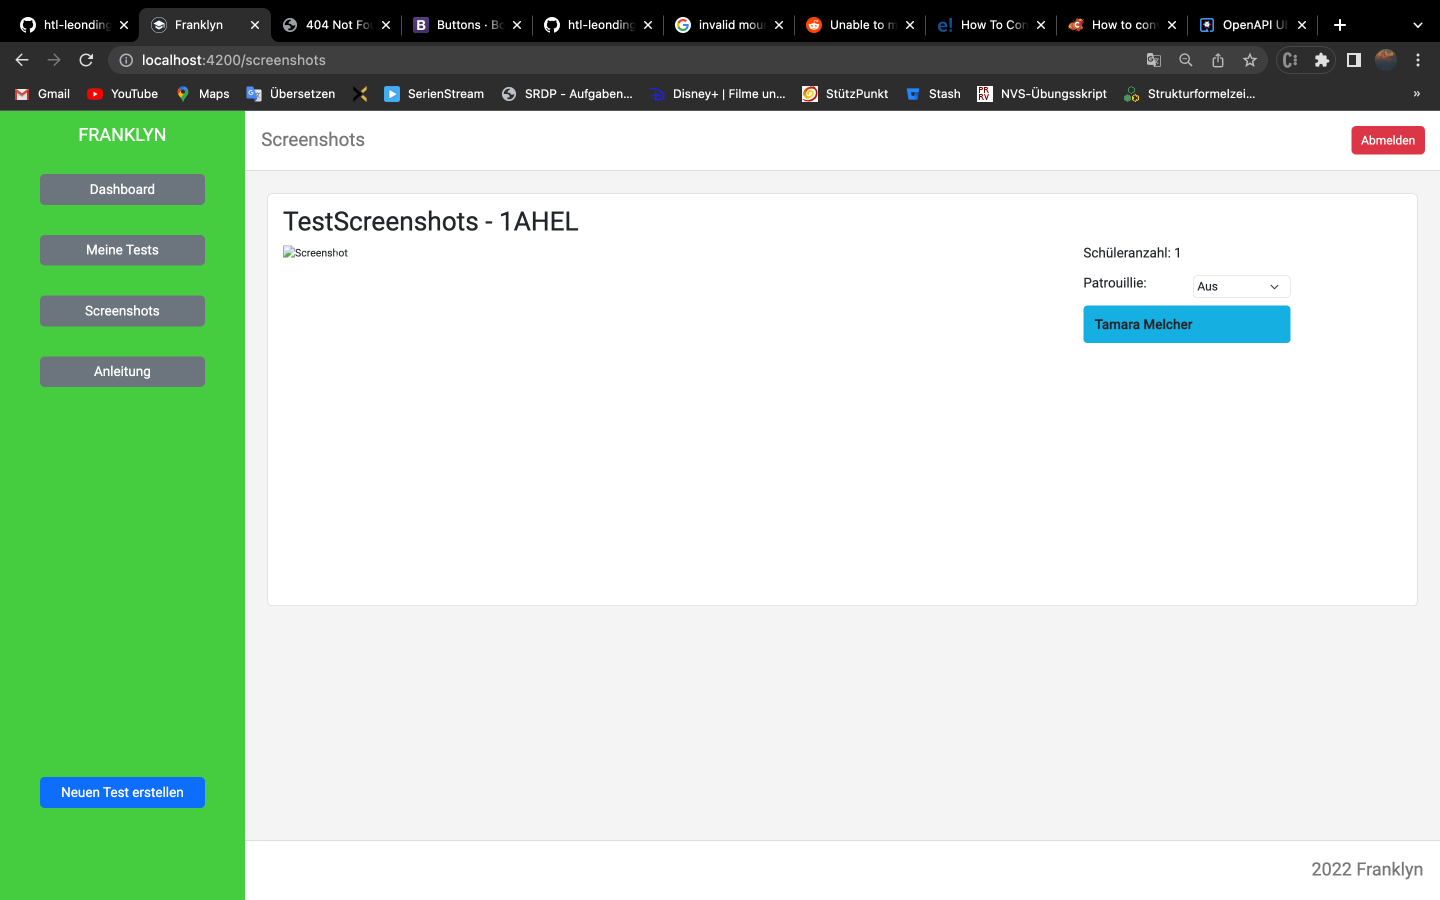 htl-leonding
Franklyn
404 Not Fou
Buttons · Bo
htl-leonding
invalid mou
Unable to m
How To Con
How to con
OpenAPI UI
localhost:4200/screenshots
Gmail
YouTube
Maps
Übersetzen
SerienStream
SRDP - Aufgaben...
Disney+ | Filme un...
StützPunkt
Stash
NVS-Übungsskript
Strukturformelzei...
»
FRANKLYN
Dashboard
Meine Tests
Screenshots
Anleitung
Neuen Test erstellen
Screenshots
Abmelden
TestScreenshots - 1AHEL
Screenshot
Schüleranzahl: 1
Patrouillie:
Aus
Tamara Melcher
2022 Franklyn